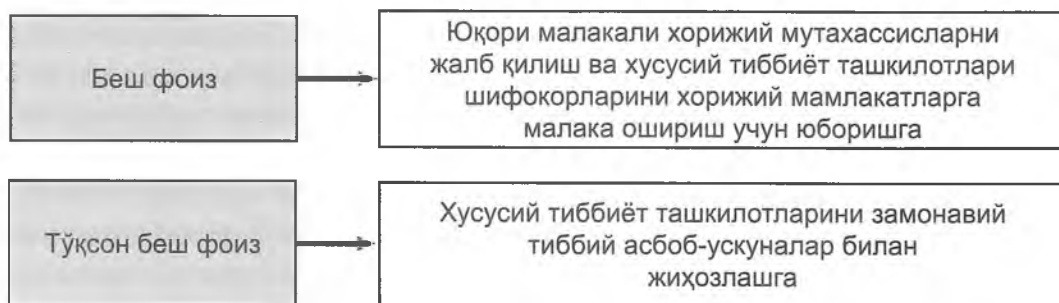 Беш фоиз
Юқори малакали хорижий мутахассисларни
жалб қилиш ва хусусий тиббиёт ташкилотлари
шифокорларини хорижий мамлакатларга
малака ошириш учун юборишга
Тўқсон беш фоиз
Хусусий тиббиёт ташкилотларини замонавий
тиббий асбоб-ускуналар билан
жиҳозлашга